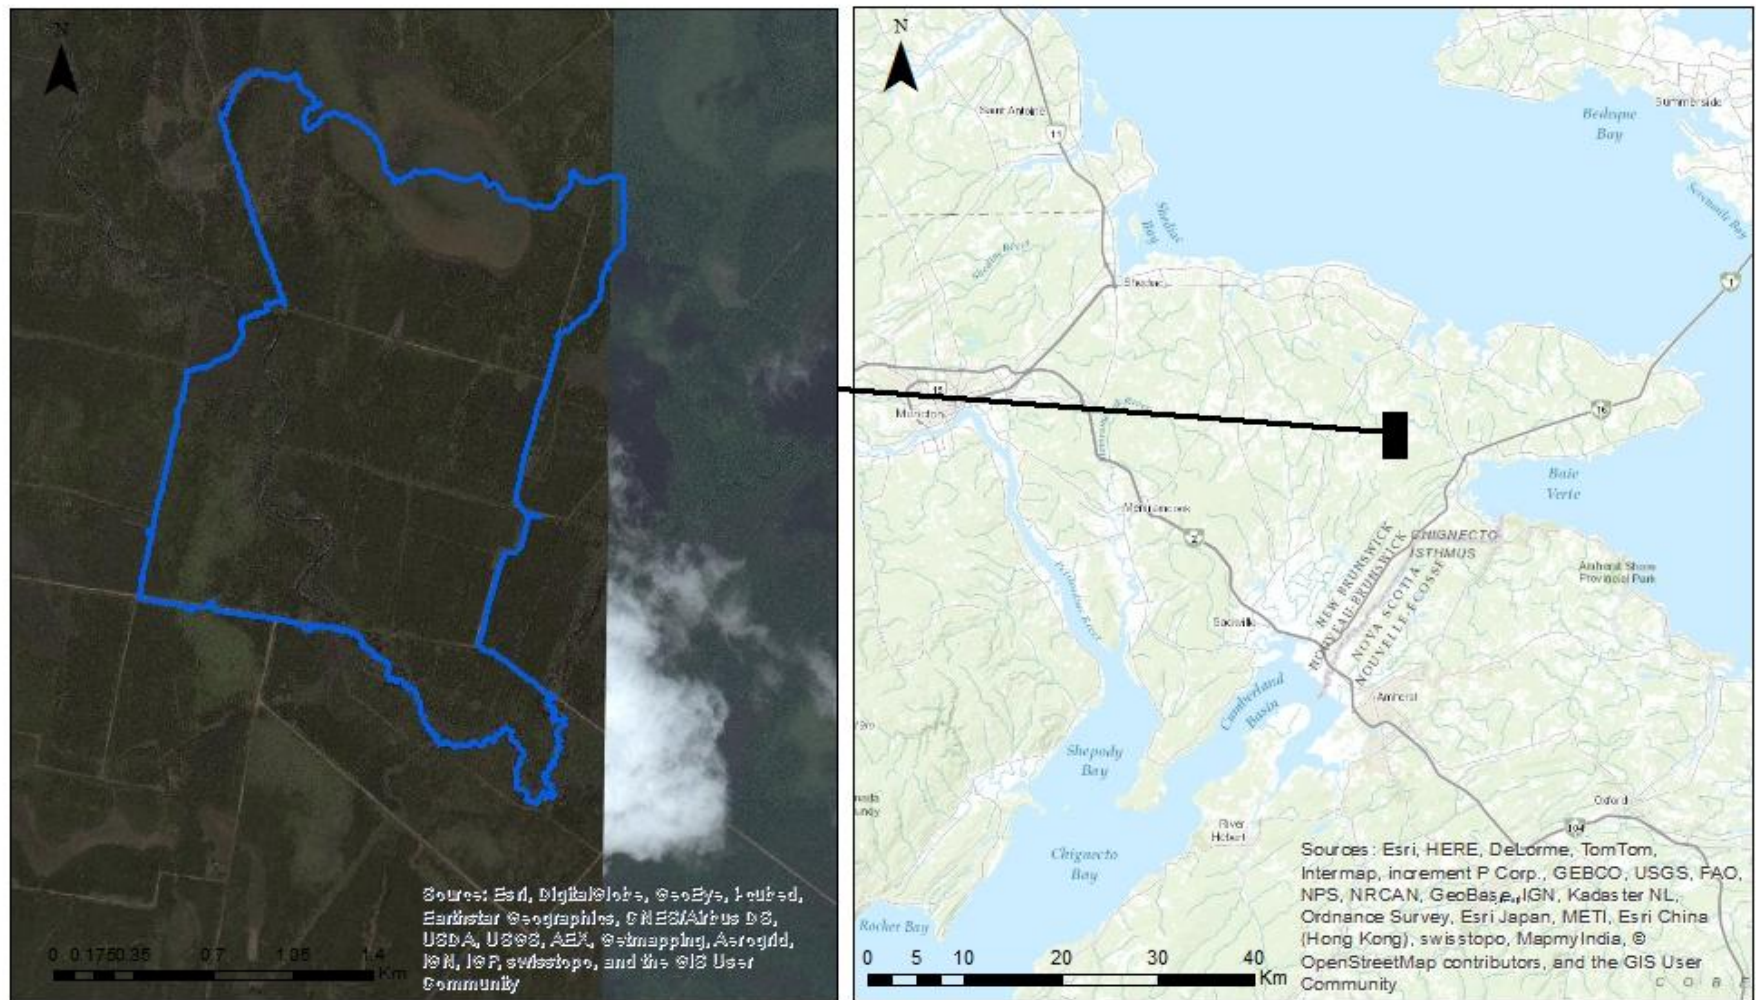 N
Source: Esri, DigitalGlobe, GeoEye, i-cubed,
Earthstar Geographics, CNES/Airbus DS,
USDA, USGS, AEX, Getmapping, Aerogrid,
IGN, IGP, swisstopo, and the GIS User
Community
0 0.1750.35 0.7 1.05 1.4
Km
N
Saint Antoine
11
Summerside
Bedeque
Bay
Shediac
Bay
Shediac River
Shediac
1
15
Moncton
16
Baie
Verte
Memramcook
2
CHIGNECTO
ISTHMUS
NEW BRUNSWICK
NOUVEAU-BRUNSWICK
NOVA SCOTIA
NOUVELLE-ÉCOSSE
Amherst Shore
Provincial Park
Petitcodiac River
Sackville
Amherst
Cumberland
Basin
Shepody
Bay
Oxford
104
River
Hebert
Chignecto
Bay
Rocher Bay
Sources: Esri, HERE, DeLorme, TomTom,
Intermap, increment P Corp., GEBCO, USGS, FAO,
NPS, NRCAN, GeoBase, IGN, Kadaster NL,
Ordnance Survey, Esri Japan, METI, Esri China
(Hong Kong), swisstopo, MapmyIndia, ©
OpenStreetMap contributors, and the GIS User
Community
0 5 10 20 30 40
Km
C O B E